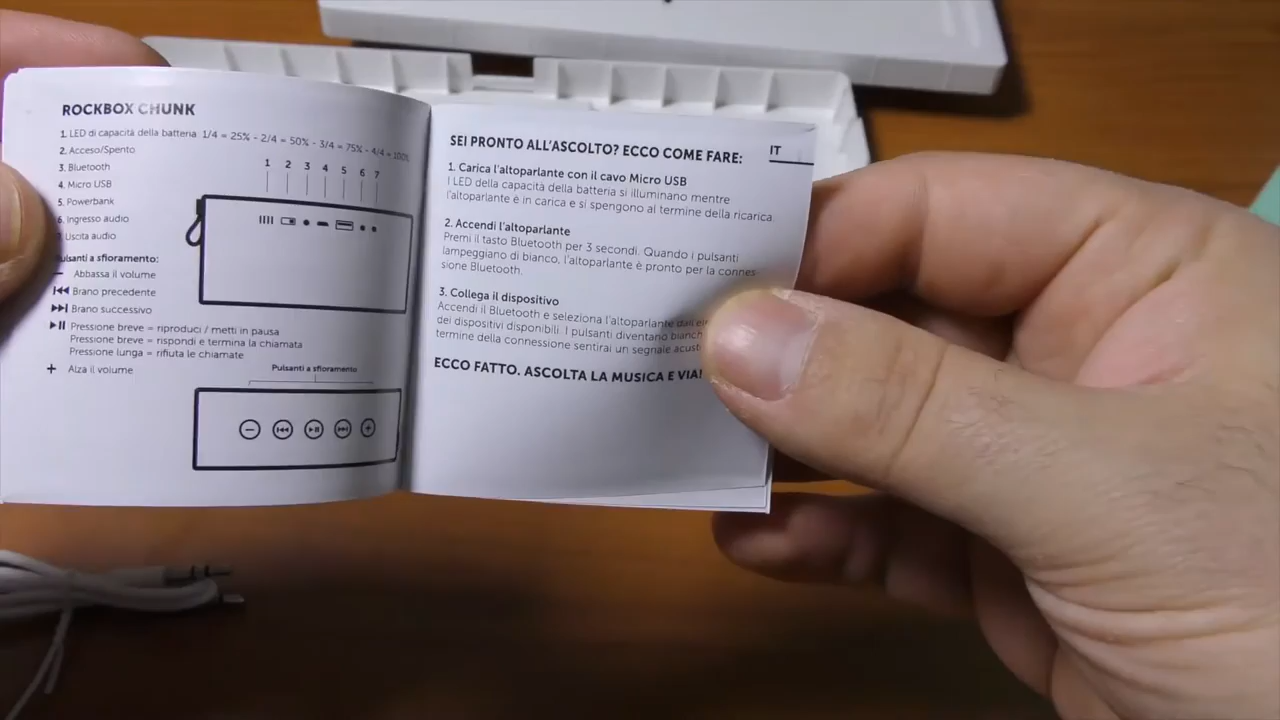 ROCKBOX CHUNK
1. LED di capacità della batteria 1/4 = 25% - 2/4 = 50% - 3/4 = 75% - 4/4 = 100%
2. Acceso/Spento
3. Bluetooth
4. Micro USB
5. Powerbank
6. Ingresso audio
Uscita audio
1 2 3 4 5 6 7
Pulsanti a sfioramento:
— Abbassa il volume
Brano precedente
Brano successivo
Pressione breve = riproduci / metti in pausa
Pressione breve = rispondi e termina la chiamata
Pressione lunga = rifiuta le chiamate
+ Alza il volume
Pulsanti a sfioramento
IT
SEI PRONTO ALL'ASCOLTO? ECCO COME FARE:
1. Carica l'altoparlante con il cavo Micro USB
I LED della capacità della batteria si illuminano mentre
l'altoparlante è in carica e si spengono al termine della ricarica.
2. Accendi l'altoparlante
Premi il tasto Bluetooth per 3 secondi. Quando i pulsanti
lampeggiano di bianco, l'altoparlante è pronto per la connes-
sione Bluetooth.
3. Collega il dispositivo
Accendi il Bluetooth e seleziona l'altoparlante
dei dispositivi disponibili. I pulsanti diventano
termine della connessione sentirai un segnale
ECCO FATTO. ASCOLTA LA MUSICA E VIA!